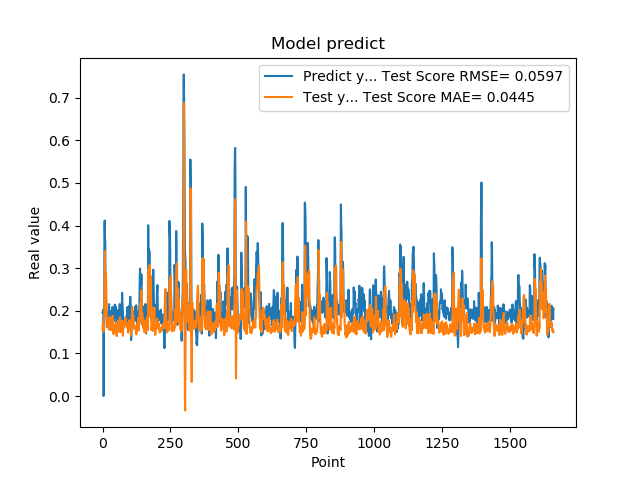 Model predict
Predict y... Test Score RMSE= 0.0597
Test y... Test Score MAE= 0.0445
Real value
0.7
0.6
0.5
0.4
0.3
0.2
0.1
0.0
0 250 500 750 1000 1250 1500
Point